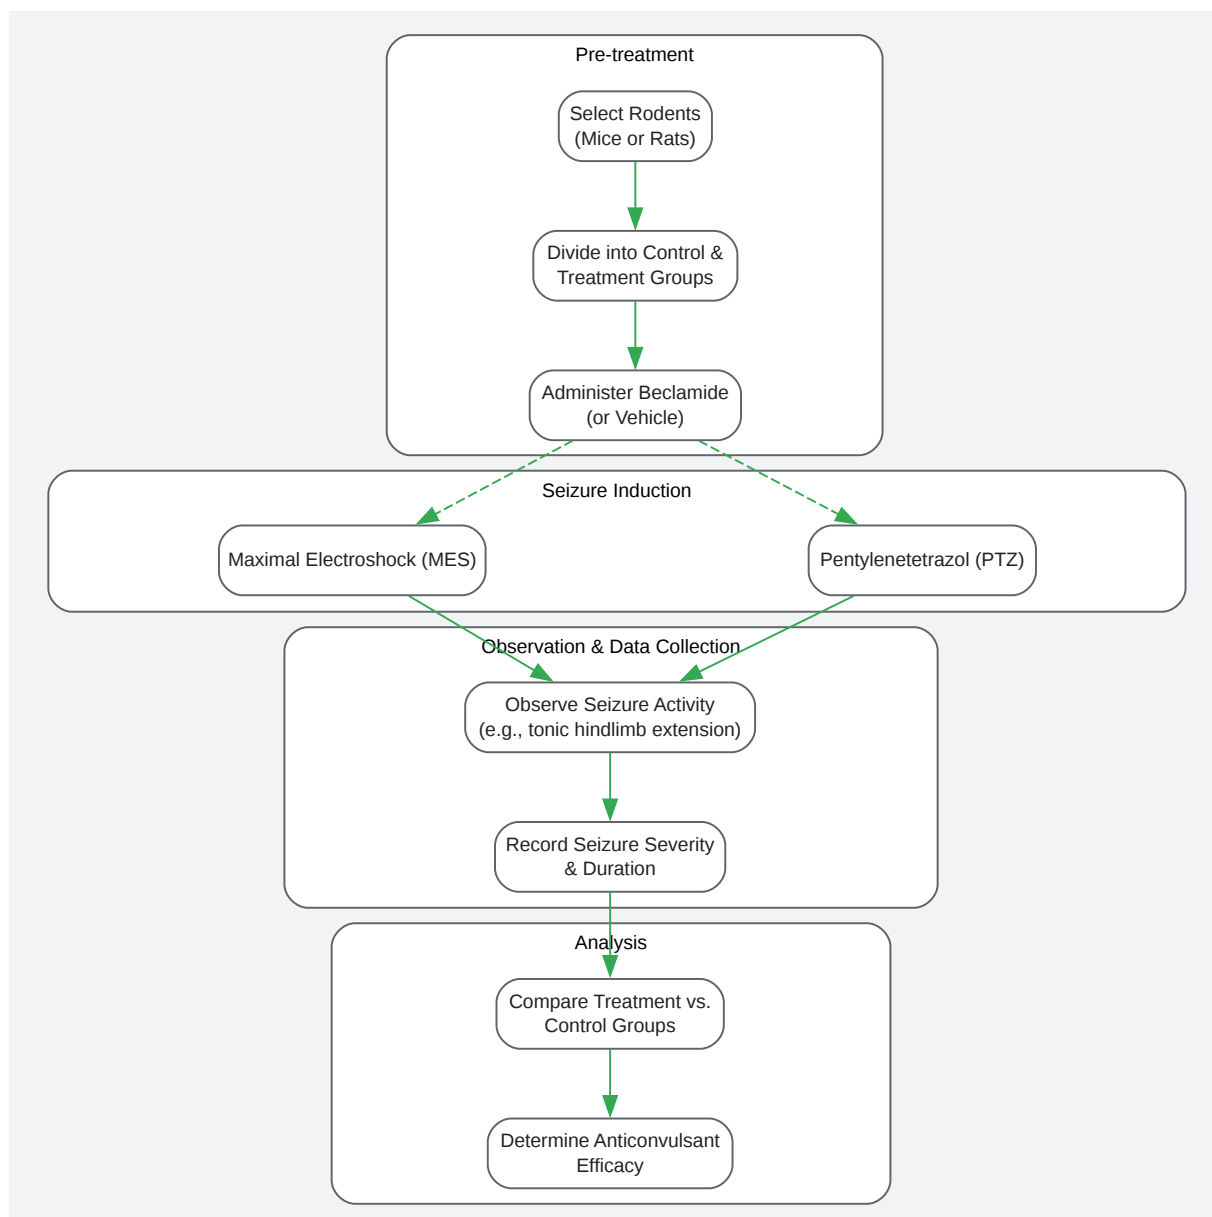 Pre-treatment
Select Rodents
(Mice or Rats)
Divide into Control &
Treatment Groups
Administer Beclamide
(or Vehicle)
Seizure Induction
Maximal Electroshock (MES)
Pentylenetetrazol (PTZ)
Observation & Data Collection
Observe Seizure Activity
(e.g., tonic hindlimb extension)
Record Seizure Severity
& Duration
Analysis
Compare Treatment vs.
Control Groups
Determine Anticonvulsant
Efficacy